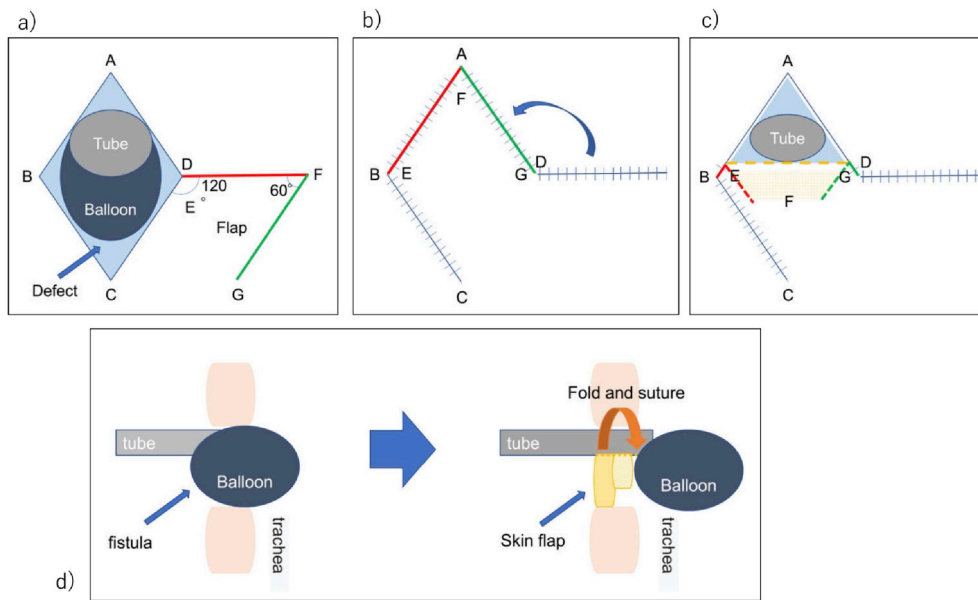 a)
A
Tube
B
D
120°
F
60°
E
Balloon
Flap
Defect
C
G
b)
A
F
B
E
D
G
C
c)
A
Tube
B
E
D
G
F
C
d)
tube
Balloon
fistula
trachea
Fold and suture
tube
Balloon
Skin flap
trachea